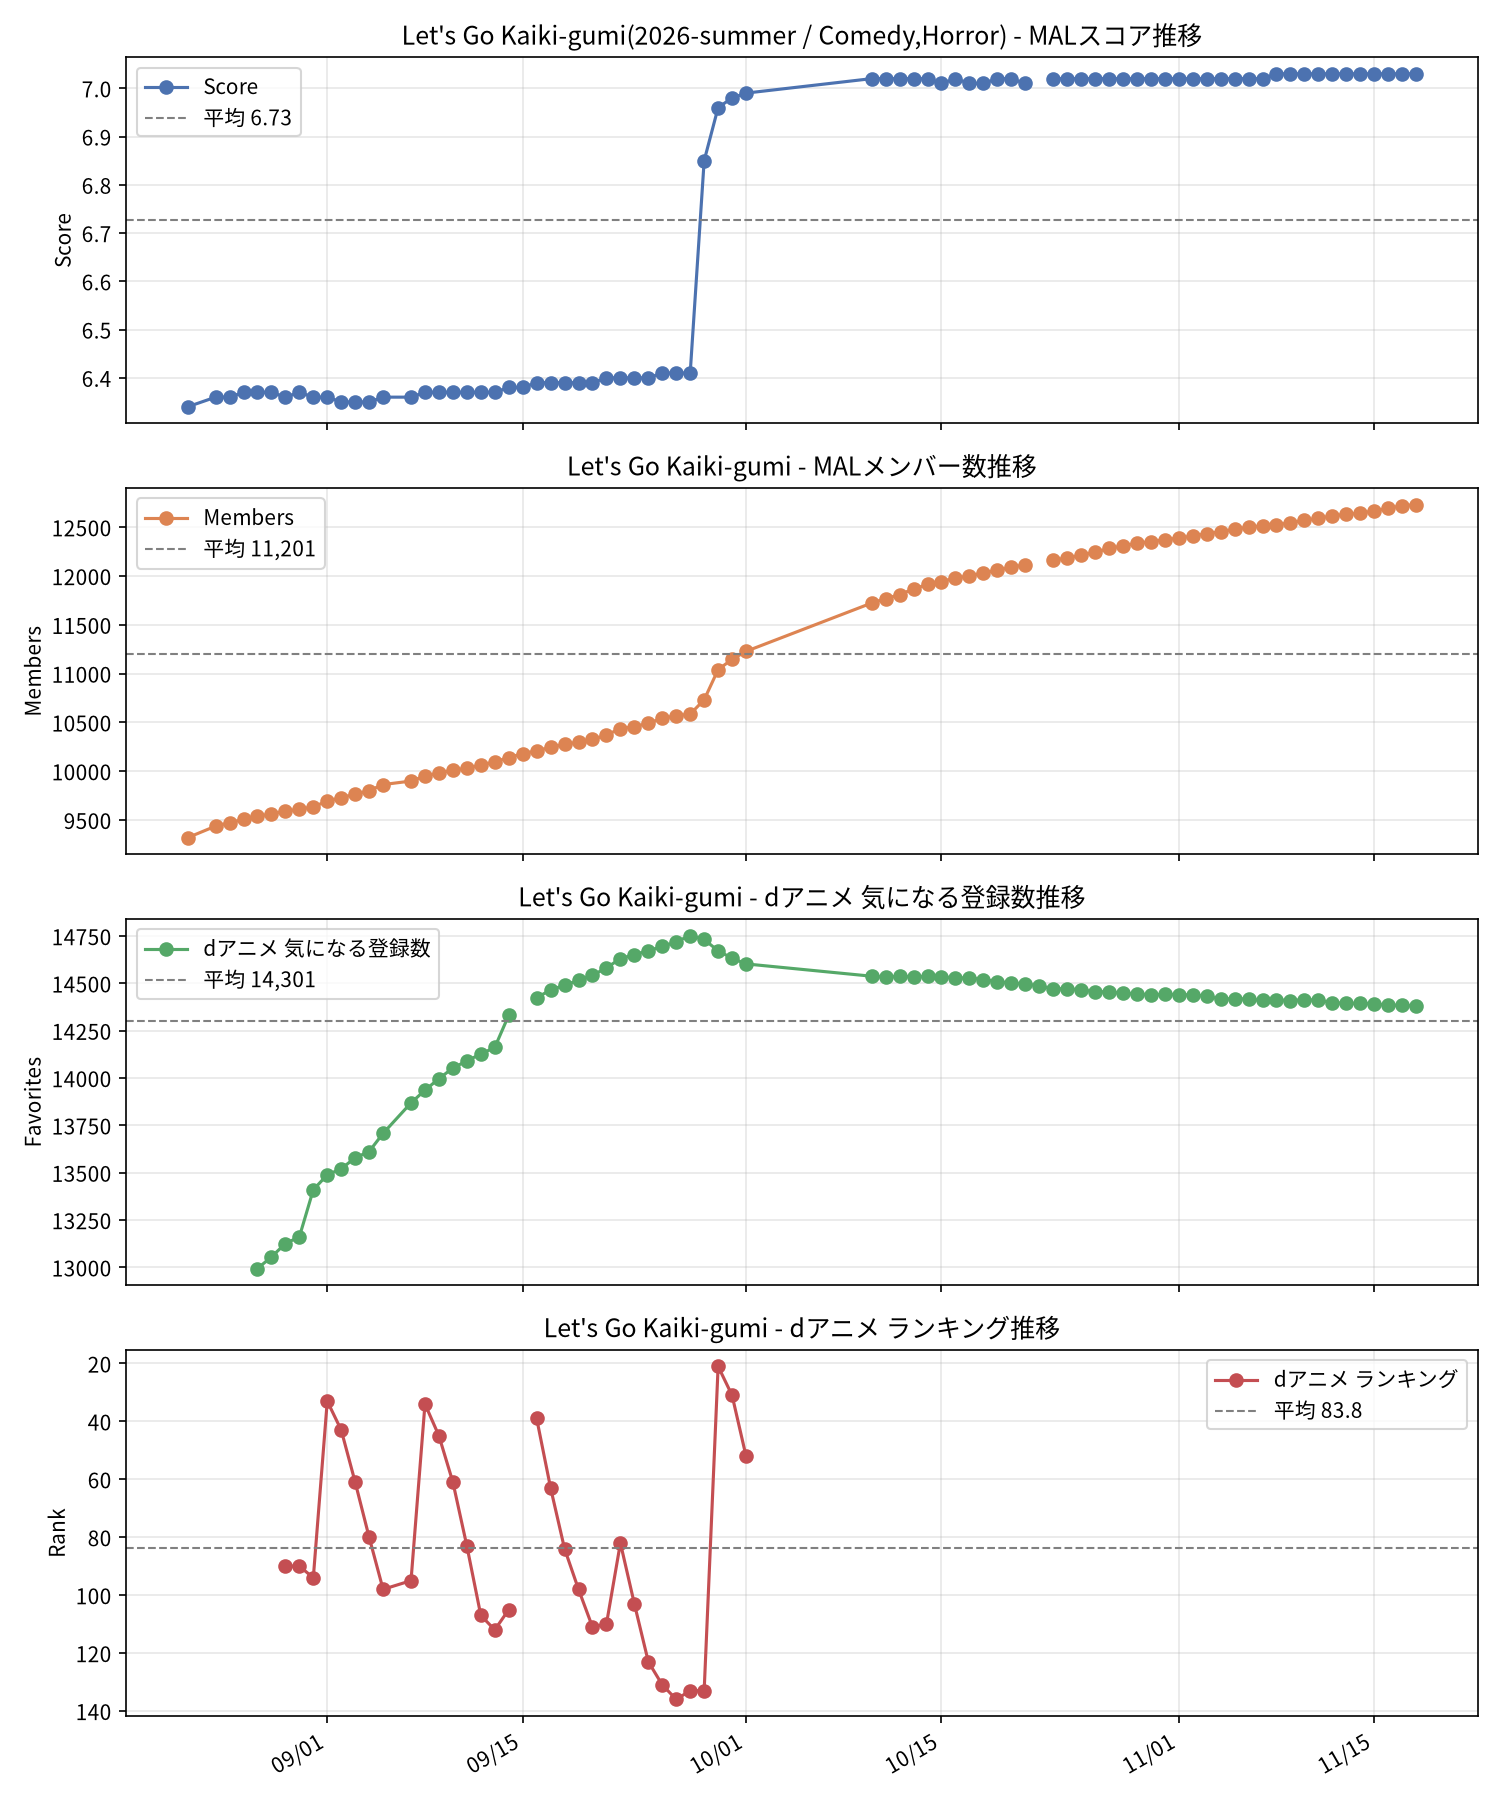 Let's Go Kaiki-gumi(2026-summer / Comedy,Horror) - MALスコア推移
Score
平均 6.73
7.0
6.9
6.8
6.7
6.6
6.5
6.4
Score
Let's Go Kaiki-gumi - MALメンバー数推移
Members
平均 11,201
12500
12000
11500
11000
10500
10000
9500
Members
Let's Go Kaiki-gumi - dアニメ 気になる登録数推移
dアニメ 気になる登録数
平均 14,301
14750
14500
14250
14000
13750
13500
13250
13000
Favorites
Let's Go Kaiki-gumi - dアニメ ランキング推移
dアニメ ランキング
平均 83.8
20
40
60
80
100
120
140
Rank
09/01
09/15
10/01
10/15
11/01
11/15